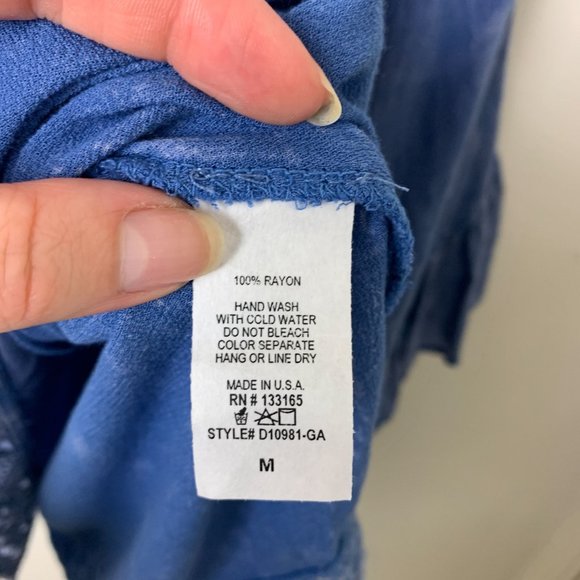 100% RAYON
HAND WASH
WITH COLD WATER
DO NOT BLEACH
COLOR SEPARATE
HANG OR LINE DRY
MADE IN U.S.A.
RN # 133165
STYLE# D10981-GA
M